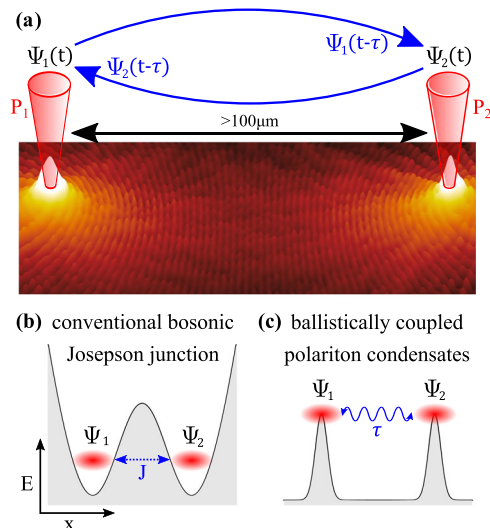 (a)
Ψ1(t)
Ψ1(t-τ)
Ψ2(t-τ)
Ψ2(t)
P1
P2
>100μm
(b) conventional bosonic
Josepson junction
(c) ballistically coupled
polariton condensates
Ψ1
Ψ2
J
E
x
Ψ1
Ψ2
τ